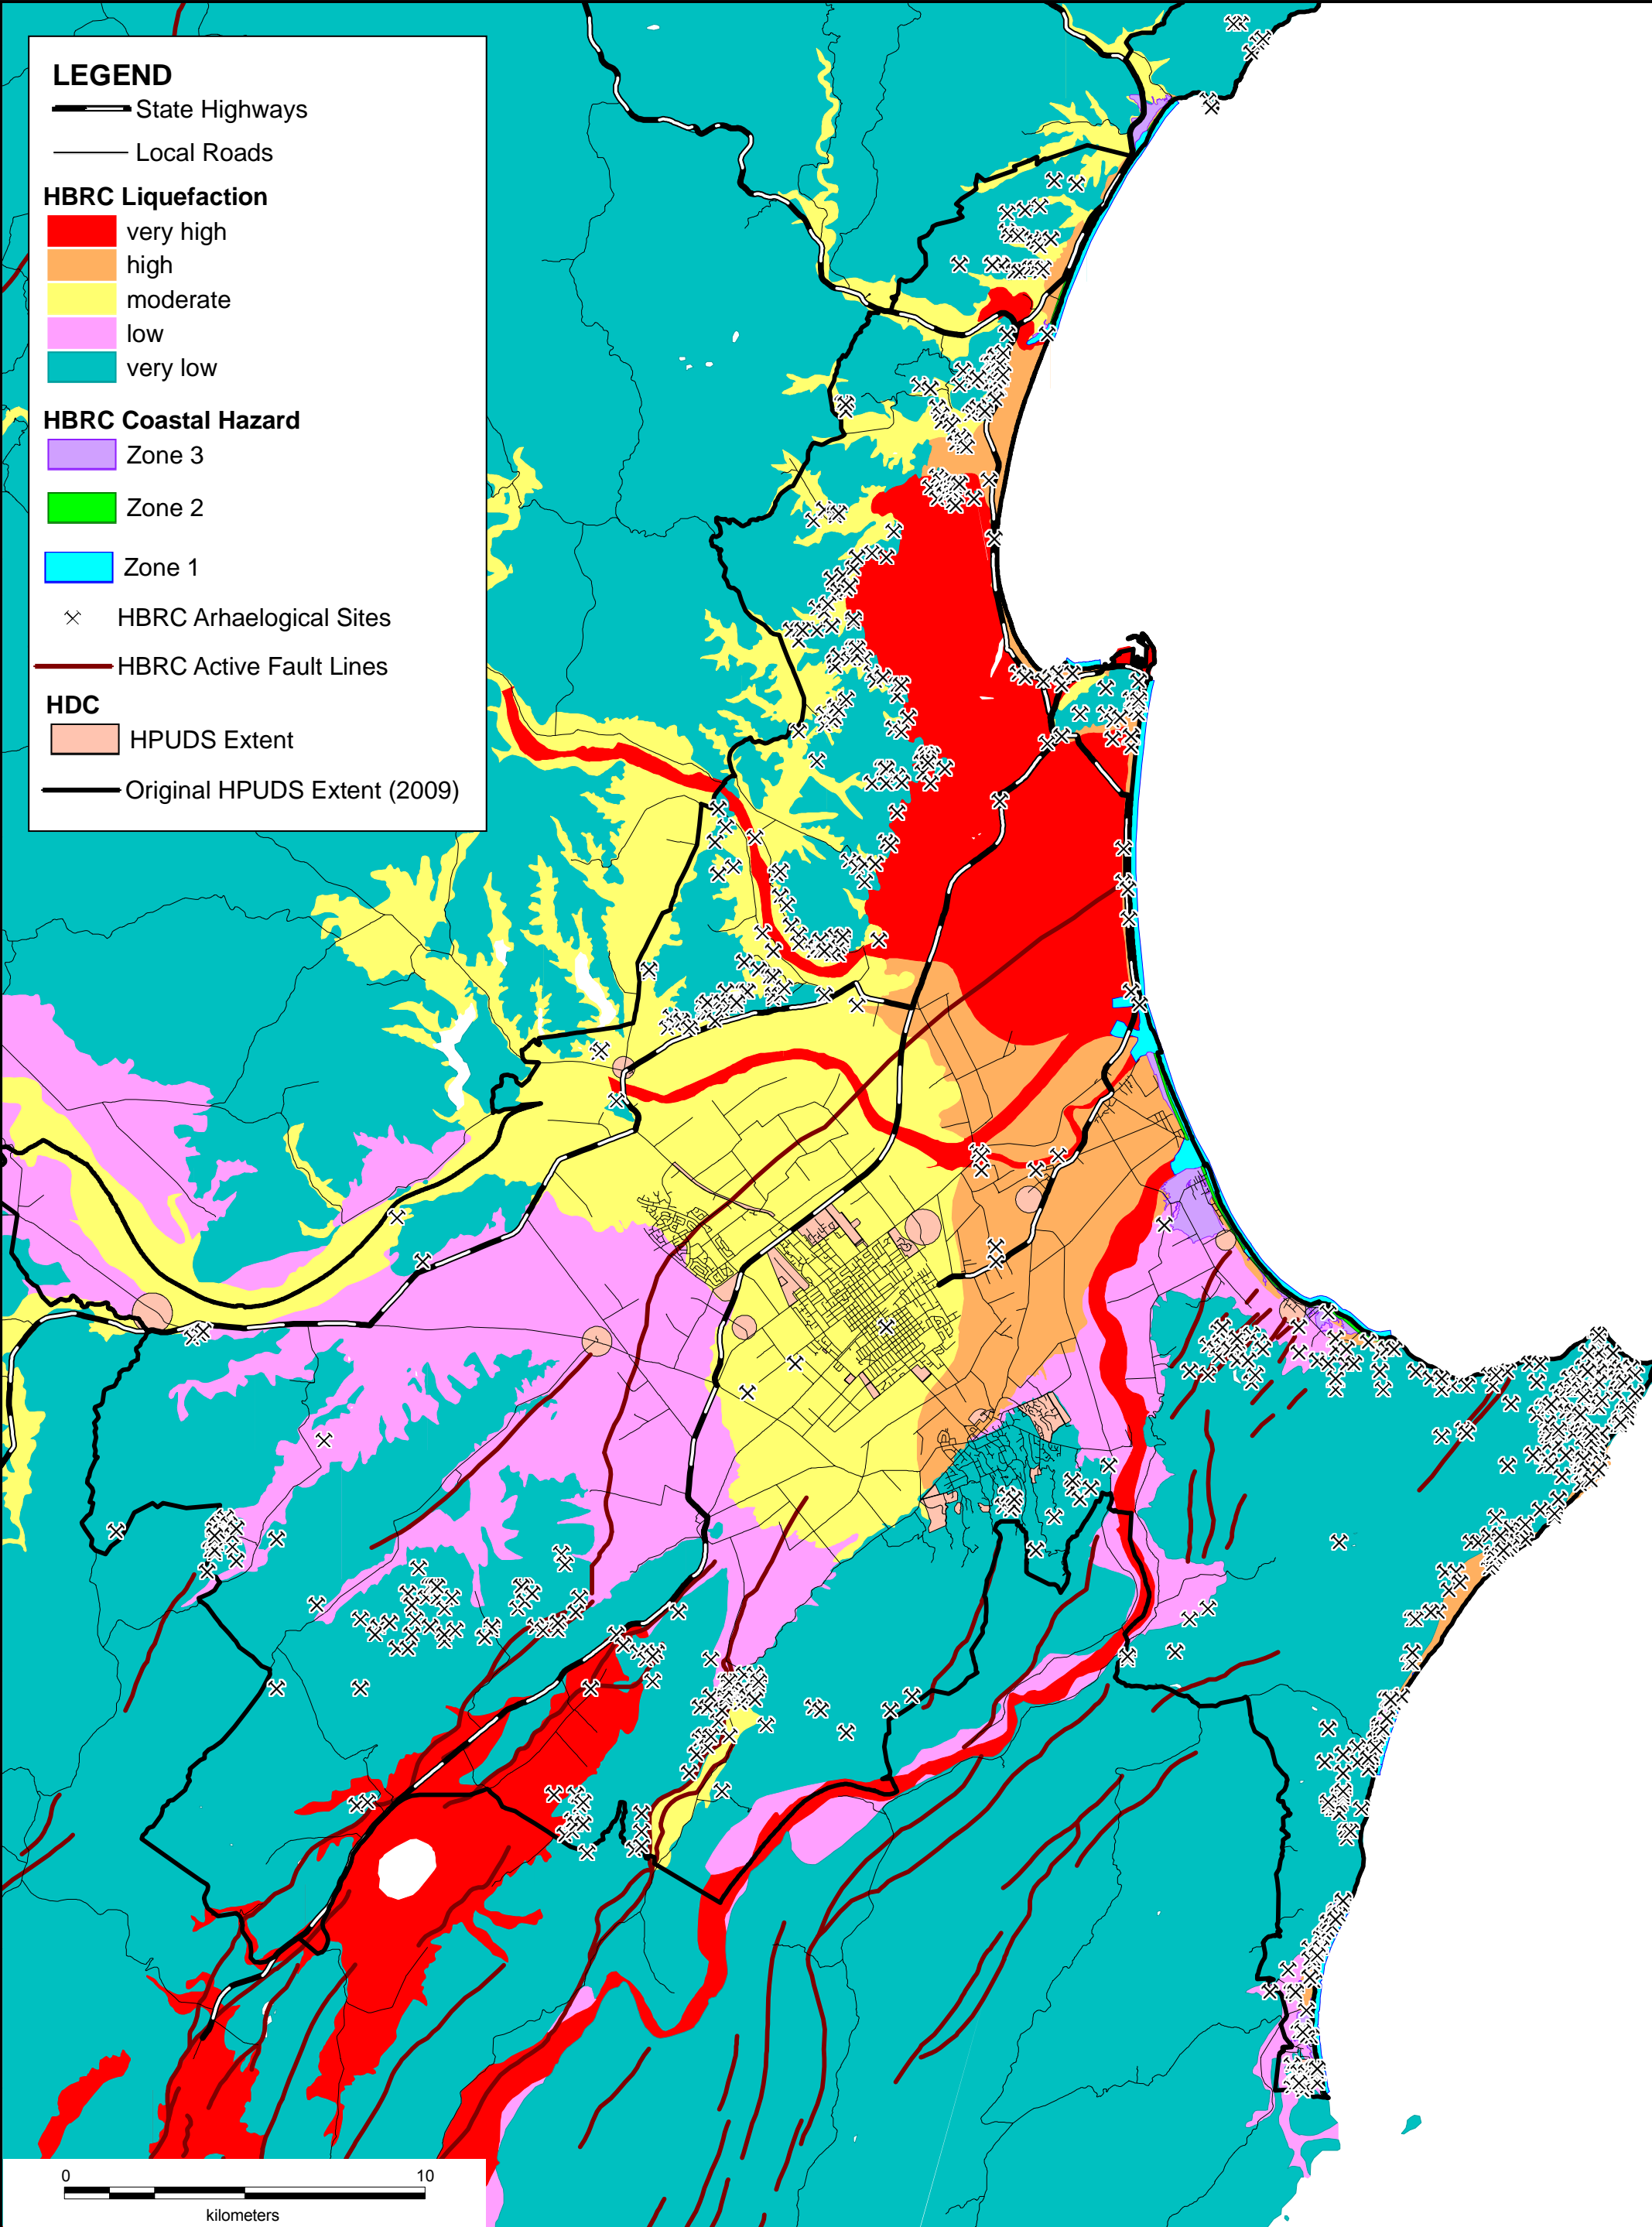 LEGEND
State Highways
Local Roads
HBRC Liquefaction
very high
high
moderate
low
very low
HBRC Coastal Hazard
Zone 3
Zone 2
Zone 1
HBRC Arhaelogical Sites
HBRC Active Fault Lines
HDC
HPUDS Extent
Original HPUDS Extent (2009)
0 10
kilometers